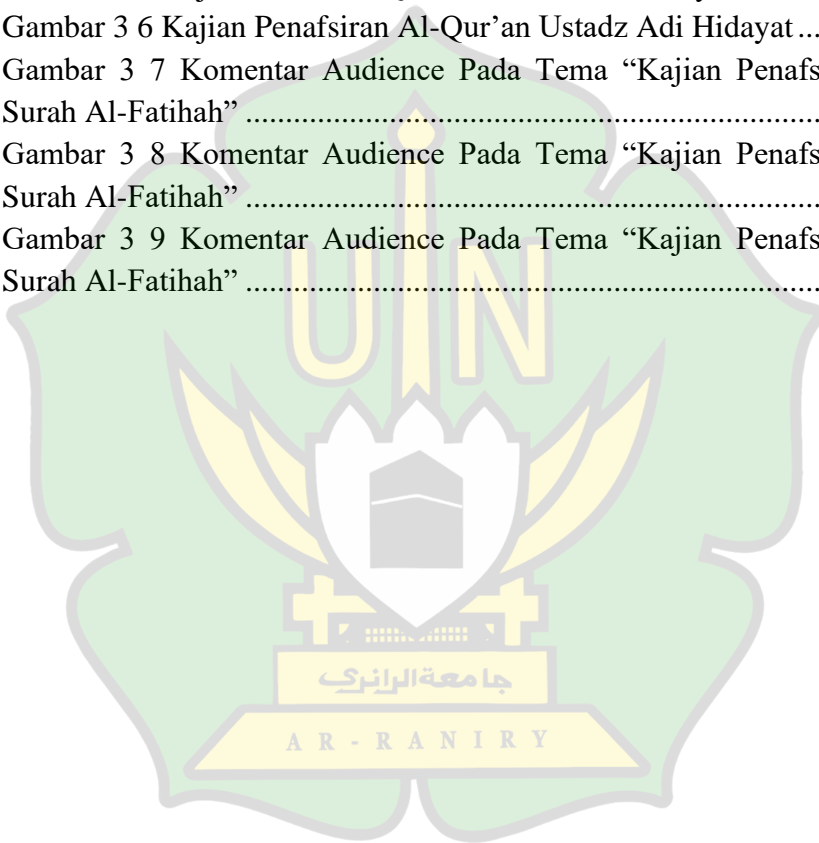 Gambar 3 6 Kajian Penafsiran Al-Qur’an Ustadz Adi Hidayat ...
Gambar 3 7 Komentar Audience Pada Tema “Kajian Penafs
Surah Al-Fatihah” ........................................................................
Gambar 3 8 Komentar Audience Pada Tema “Kajian Penafs
Surah Al-Fatihah” ........................................................................
Gambar 3 9 Komentar Audience Pada Tema “Kajian Penafs
Surah Al-Fatihah” ........................................................................
UIN
جامعة الرانري
AR-RANIRY